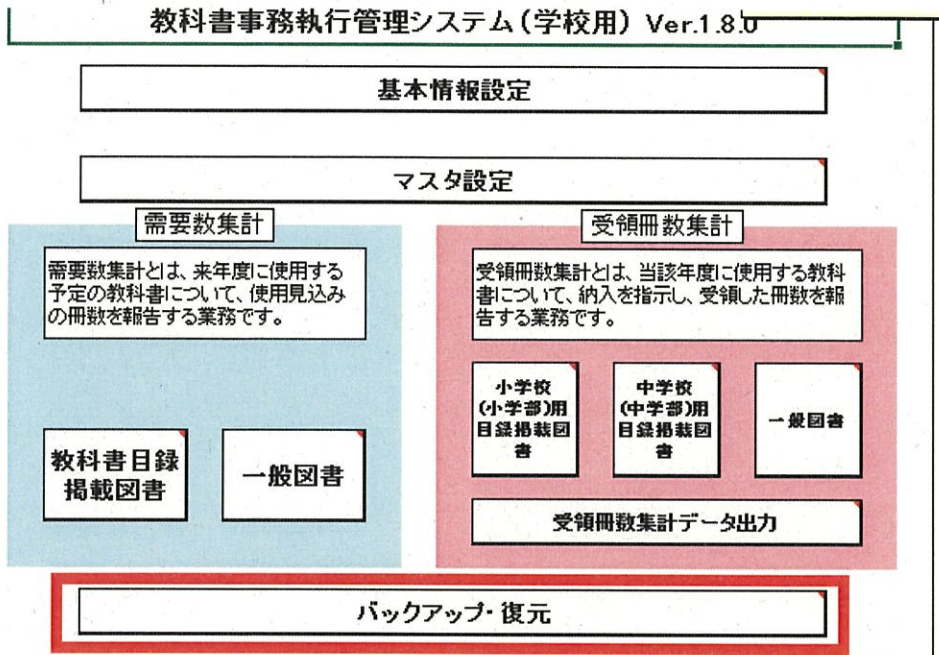 教科書事務執行管理システム(学校用) Ver.1.8.0
基本情報設定
マスタ設定
需要数集計
需要数集計とは、来年度に使用する
予定の教科書について、使用見込み
の冊数を報告する業務です。
教科書目録
掲載図書
一般図書
受領冊数集計
受領冊数集計とは、当該年度に使用する教科
書について、納入を指示し、受領した冊数を報
告する業務です。
小学校
(小学部)用
目録掲載図
書
中学校
(中学部)用
目録掲載図
書
一般図書
受領冊数集計データ出力
バックアップ・復元